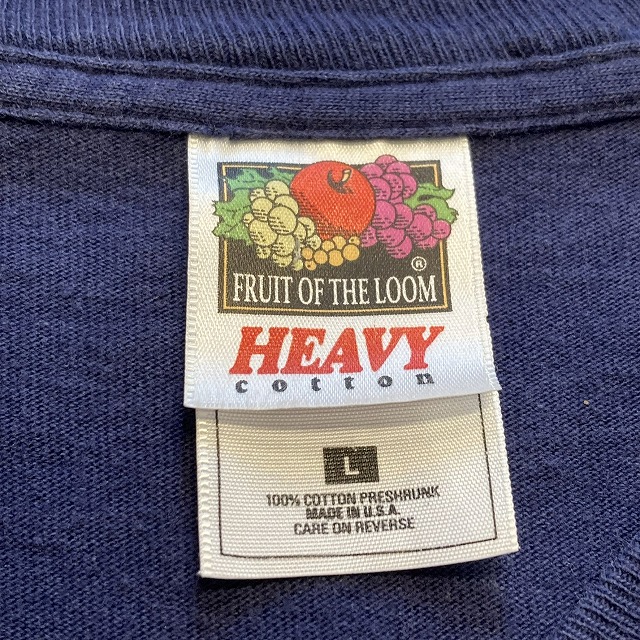 ®
FRUIT OF THE LOOM
HEAVY
cotton
L
100% COTTON PRESHRUNK
MADE IN U.S.A.
CARE ON REVERSE